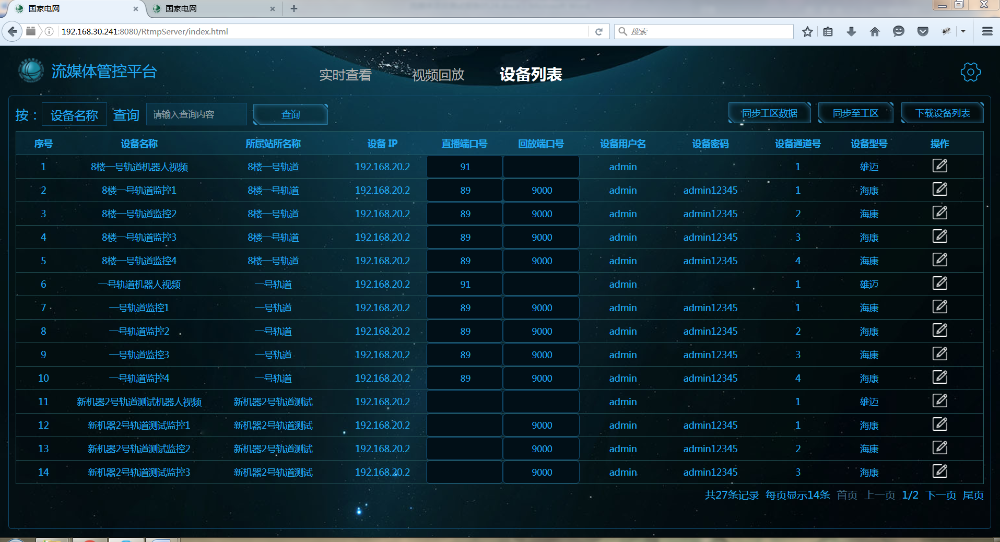 国家电网 国家电网
192.168.30.241:8080/RtmpServer/index.html 搜索
流媒体管控平台 实时查看 视频回放 设备列表
按： 设备名称 查询 请输入查询内容 查询 同步工区数据 同步至工区 下载设备列表
序号 设备名称 所属站所名称 设备 IP 直播端口号 回放端口号 设备用户名 设备密码 设备通道号 设备型号 操作
1 8楼一号轨道机器人视频 8楼一号轨道 192.168.20.2 91 admin 1 雄迈
2 8楼一号轨道监控1 8楼一号轨道 192.168.20.2 89 9000 admin admin12345 1 海康
3 8楼一号轨道监控2 8楼一号轨道 192.168.20.2 89 9000 admin admin12345 2 海康
4 8楼一号轨道监控3 8楼一号轨道 192.168.20.2 89 9000 admin admin12345 3 海康
5 8楼一号轨道监控4 8楼一号轨道 192.168.20.2 89 9000 admin admin12345 4 海康
6 一号轨道机器人视频 一号轨道 192.168.20.2 91 admin 1 雄迈
7 一号轨道监控1 一号轨道 192.168.20.2 89 9000 admin admin12345 1 海康
8 一号轨道监控2 一号轨道 192.168.20.2 89 9000 admin admin12345 2 海康
9 一号轨道监控3 一号轨道 192.168.20.2 89 9000 admin admin12345 3 海康
10 一号轨道监控4 一号轨道 192.168.20.2 89 9000 admin admin12345 4 海康
11 新机器2号轨道测试机器人视频 新机器2号轨道测试 192.168.20.2 admin 1 雄迈
12 新机器2号轨道测试监控1 新机器2号轨道测试 192.168.20.2 9000 admin admin12345 1 海康
13 新机器2号轨道测试监控2 新机器2号轨道测试 192.168.20.2 9000 admin admin12345 2 海康
14 新机器2号轨道测试监控3 新机器2号轨道测试 192.168.20.2 9000 admin admin12345 3 海康
共27条记录 每页显示14条 首页 上一页 1/2 下一页 尾页